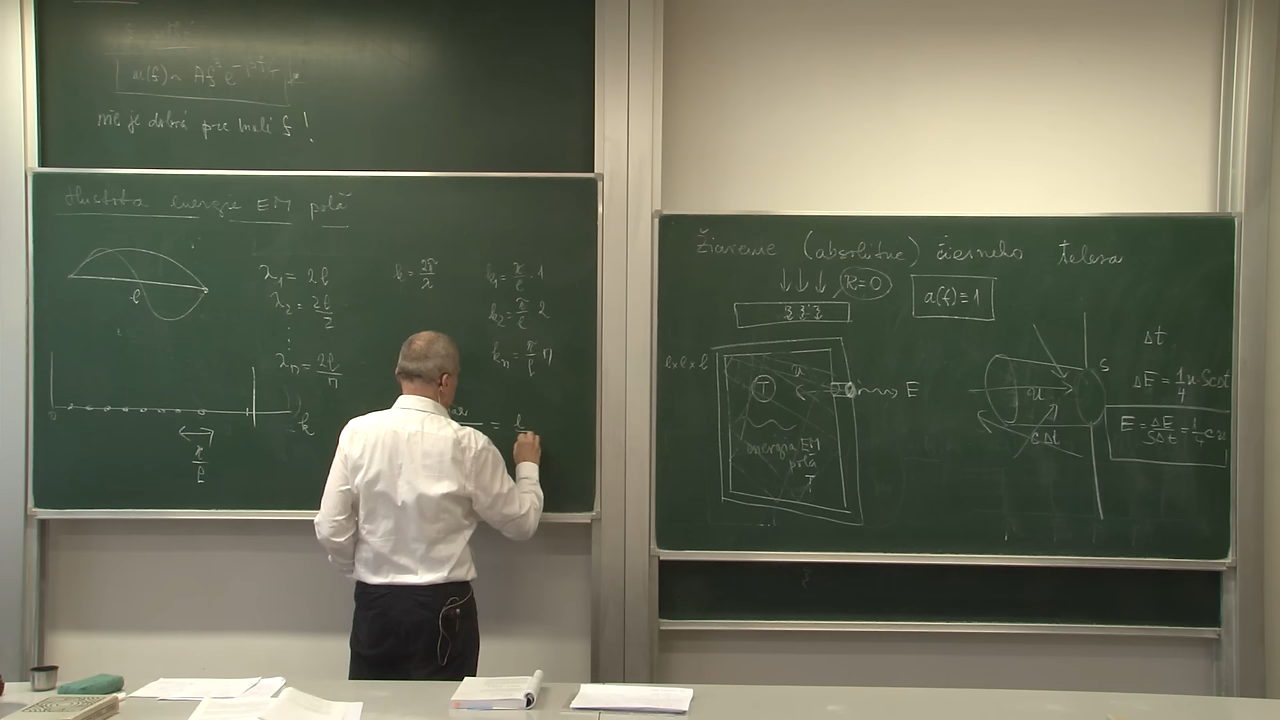 nie je dobrá pre malé f !
Hustota energie EM poľa
l
λ₁ = 2l
λ₂ = 2l/2
⋮
λₙ = 2l/n
k = 2π/λ
k₁ = π/l · 1
k₂ = π/l · 2
kₙ = π/l · n
0
k
π/l
= l
Žiarenie (absolútne) čierneho telesa
↓↓↓ R=0
a(f)=1
l×l×l
T
u
E
energia EM
poľa
T
S
u
cΔt
Δt
ΔE = 1/4 u·ScΔt
E = ΔE/SΔt = 1/4 cu